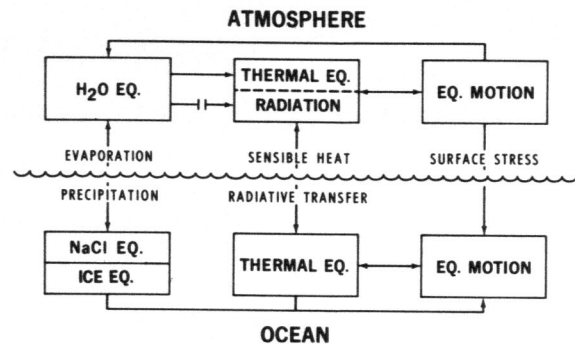 ATMOSPHERE
H₂O EQ.
THERMAL EQ.
RADIATION
EQ. MOTION
EVAPORATION
SENSIBLE HEAT
SURFACE STRESS
PRECIPITATION
RADIATIVE TRANSFER
NaCl EQ.
ICE EQ.
THERMAL EQ.
EQ. MOTION
OCEAN